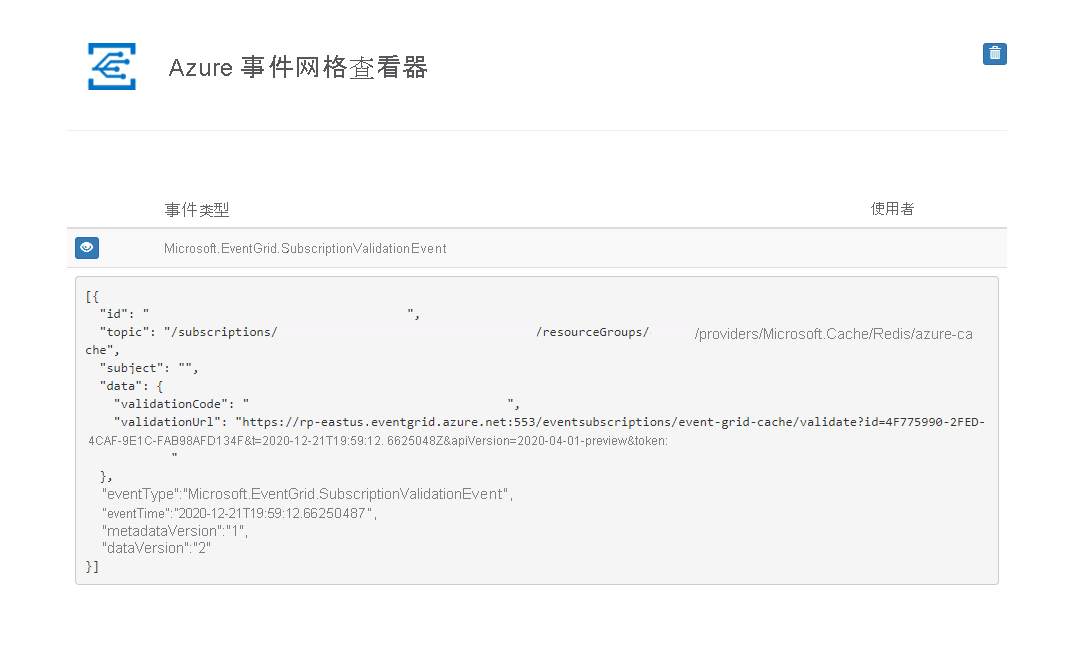 Azure 事件网格查看器
事件类型 使用者
Microsoft.EventGrid.SubscriptionValidationEvent
[{
"id": " ",
"topic": "/subscriptions/ /resourceGroups/ /providers/Microsoft.Cache/Redis/azure-ca
che",
"subject": "",
"data": {
"validationCode": " ",
"validationUrl": "https://rp-eastus.eventgrid.azure.net:553/eventsubscriptions/event-grid-cache/validate?id=4F775990-2FED-
4CAF-9E1C-FAB98AFD134F&t=2020-12-21T19:59:12. 6625048Z&apiVersion=2020-04-01-preview&token:
"
},
"eventType":"Microsoft.EventGrid.SubscriptionValidationEvent",
"eventTime":"2020-12-21T19:59:12.66250487",
"metadataVersion":"1",
"dataVersion":"2"
}]